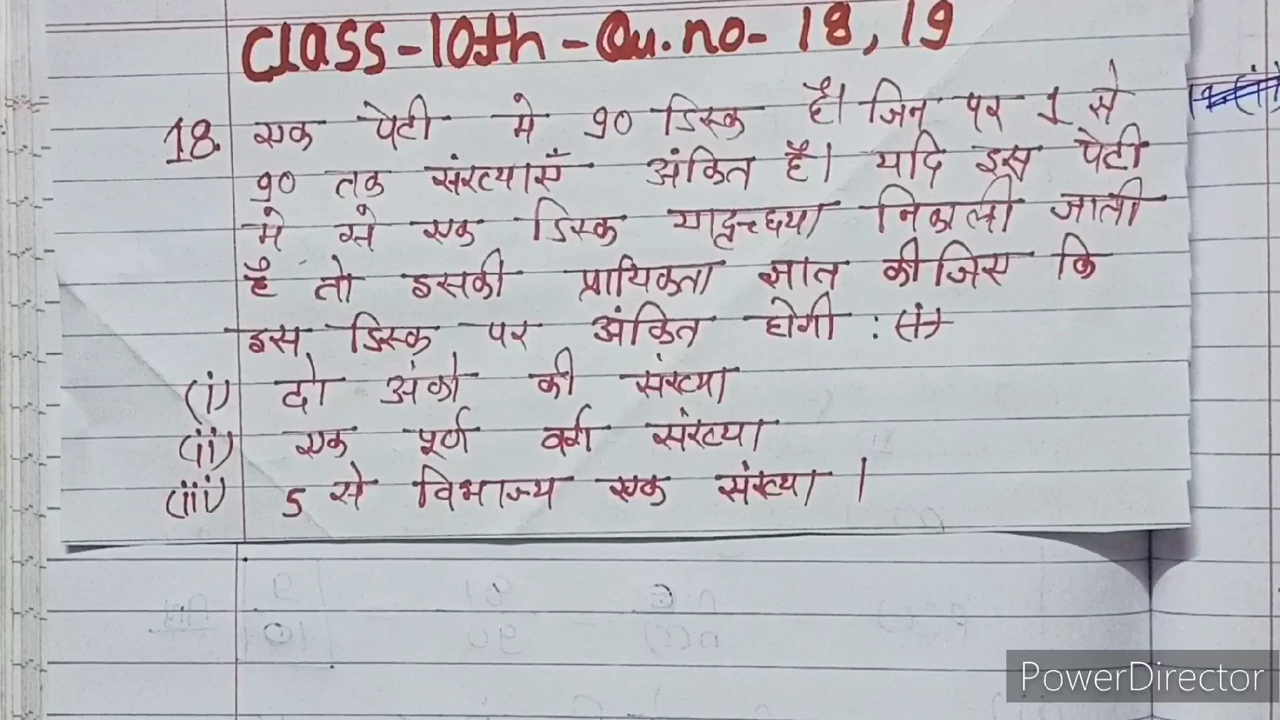 Class-10th - Qu.no- 18, 19
18. एक पेटी मे 90 डिस्क है। जिन पर 1 से
90 तक संख्याएँ अंकित है। यदि इस पेटी
मे से एक डिस्क यादृच्छया निकाली जाती
है तो इसकी प्रायिकता ज्ञात कीजिए कि
इस डिस्क पर अंकित होगी :
(i) दो अंको की संख्या
(ii) एक पूर्ण वर्ग संख्या
(iii) 5 से विभाज्य एक संख्या ।
PowerDirector